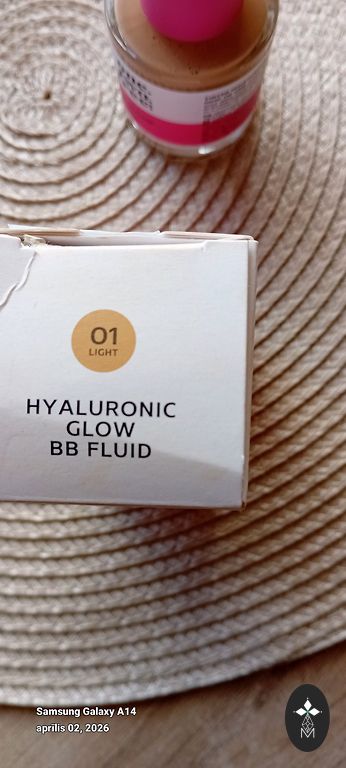 01
LIGHT
HYALURONIC
GLOW
BB FLUID
Samsung Galaxy A14
aprilis 02, 2026